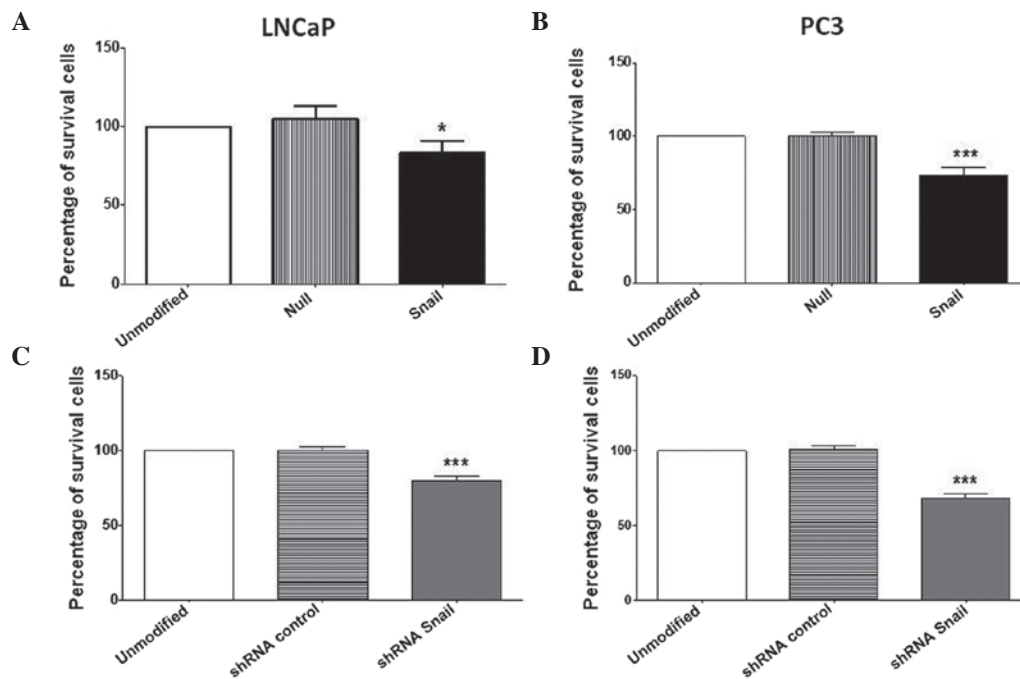 A
LNCaP
Percentage of survival cells
150
100
50
0
*
Unmodified
Null
Snail
B
PC3
Percentage of survival cells
150
100
50
0
***
Unmodified
Null
Snail
C
Percentage of survival cells
150
100
50
0
***
Unmodified
shRNA control
shRNA Snail
D
Percentage of survival cells
150
100
50
0
***
Unmodified
shRNA control
shRNA Snail